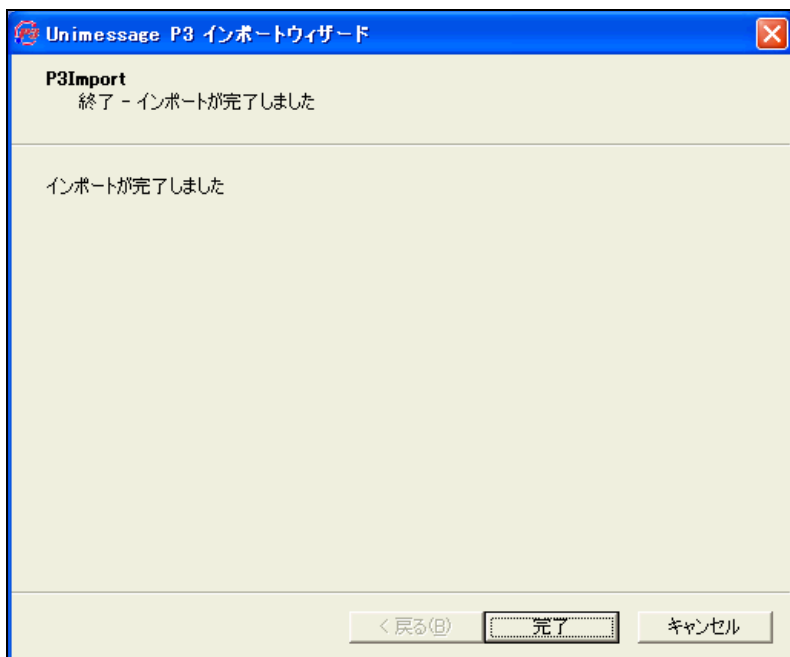 Unimessage P3 インポートウィザード
P3Import
終了 - インポートが完了しました
インポートが完了しました
< 戻る(B)
完了
キャンセル